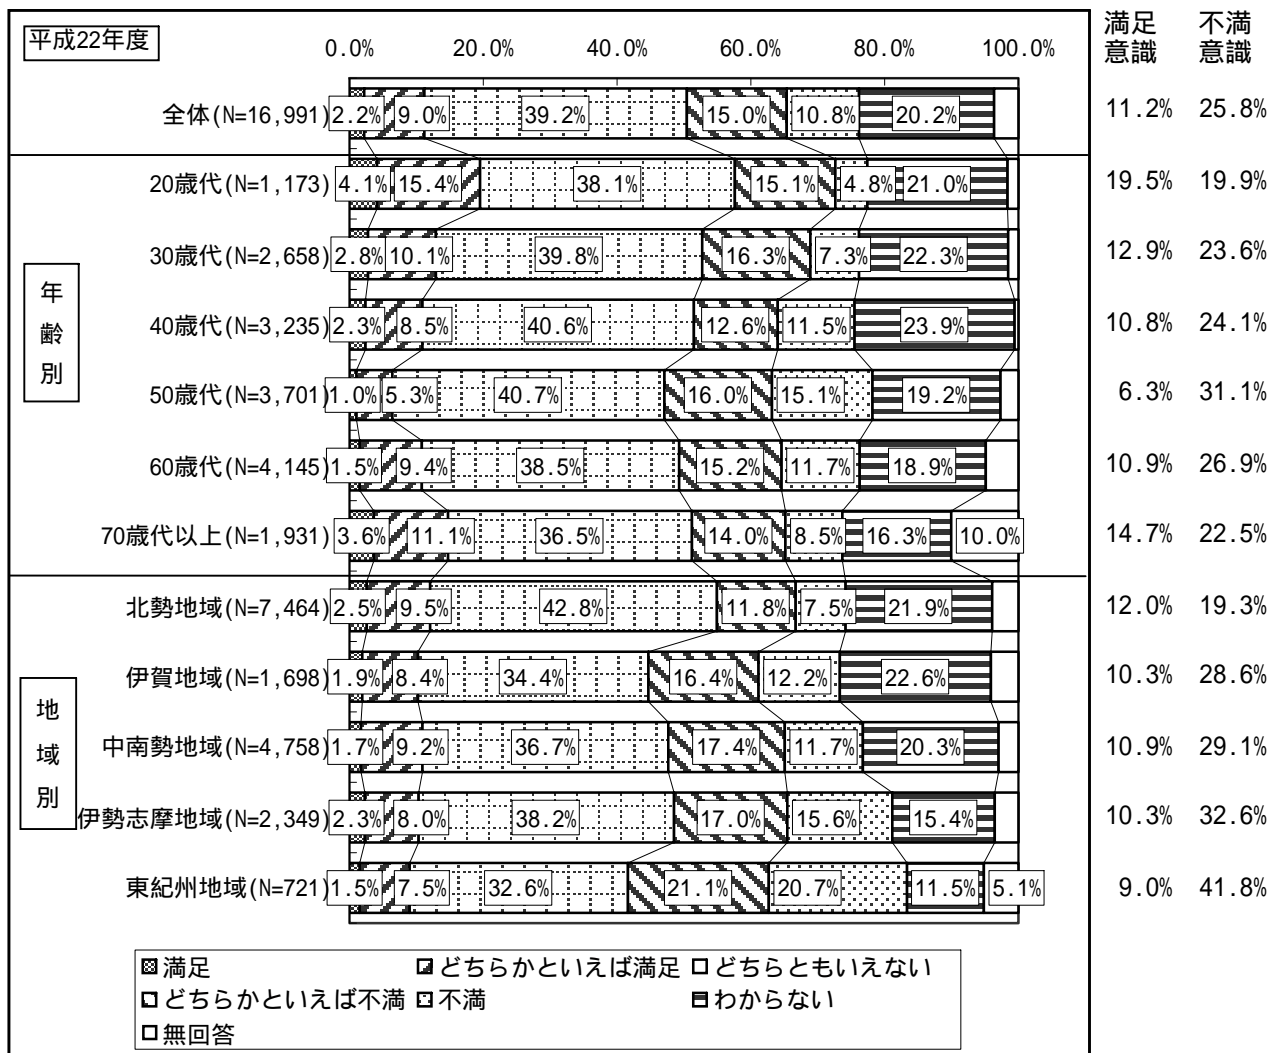 満足 不満
意識 意識
平成22年度
0.0% 20.0% 40.0% 60.0% 80.0% 100.0%
全体(N=16,991) 2.2% 9.0% 39.2% 15.0% 10.8% 20.2% 11.2% 25.8%
年齢別
20歳代(N=1,173) 4.1% 15.4% 38.1% 15.1% 4.8% 21.0% 19.5% 19.9%
30歳代(N=2,658) 2.8% 10.1% 39.8% 16.3% 7.3% 22.3% 12.9% 23.6%
40歳代(N=3,235) 2.3% 8.5% 40.6% 12.6% 11.5% 23.9% 10.8% 24.1%
50歳代(N=3,701) 1.0% 5.3% 40.7% 16.0% 15.1% 19.2% 6.3% 31.1%
60歳代(N=4,145) 1.5% 9.4% 38.5% 15.2% 11.7% 18.9% 10.9% 26.9%
70歳代以上(N=1,931) 3.6% 11.1% 36.5% 14.0% 8.5% 16.3% 10.0% 14.7% 22.5%
地域別
北勢地域(N=7,464) 2.5% 9.5% 42.8% 11.8% 7.5% 21.9% 12.0% 19.3%
伊賀地域(N=1,698) 1.9% 8.4% 34.4% 16.4% 12.2% 22.6% 10.3% 28.6%
中南勢地域(N=4,758) 1.7% 9.2% 36.7% 17.4% 11.7% 20.3% 10.9% 29.1%
伊勢志摩地域(N=2,349) 2.3% 8.0% 38.2% 17.0% 15.6% 15.4% 10.3% 32.6%
東紀州地域(N=721) 1.5% 7.5% 32.6% 21.1% 20.7% 11.5% 5.1% 9.0% 41.8%
満足 どちらかといえば満足 どちらともいえない
どちらかといえば不満 不満 わからない
無回答